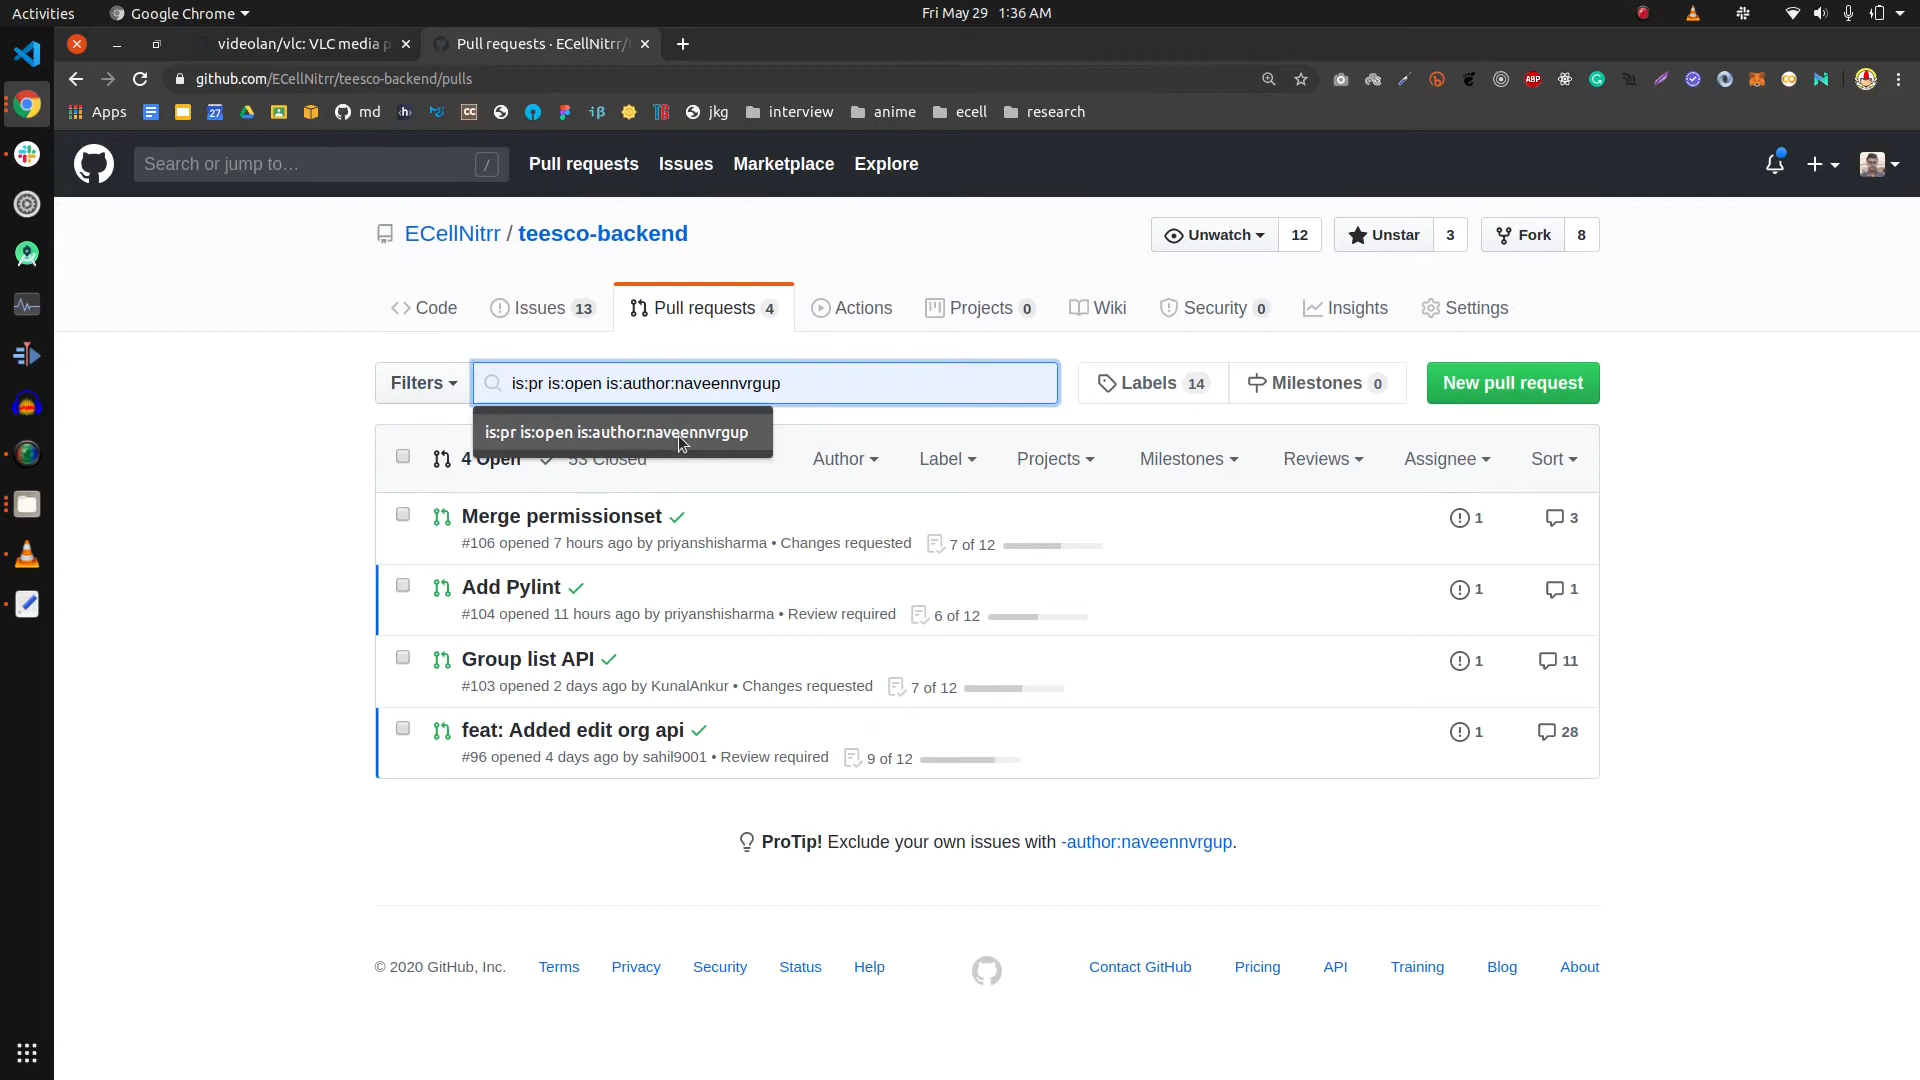 Activities Google Chrome Fri May 29 1:36 AM
videolan/vlc: VLC media p Pull requests · ECellNitrr/
github.com/ECellNitrr/teesco-backend/pulls ABP
Apps 27 md CC jkg interview anime ecell research
Search or jump to… / Pull requests Issues Marketplace Explore
ECellNitrr / teesco-backend Unwatch 12 Unstar 3 Fork 8
Code Issues 13 Pull requests 4 Actions Projects 0 Wiki Security 0 Insights Settings
Filters is:pr is:open is:author:naveennvrgup Labels 14 Milestones 0 New pull request
is:pr is:open is:author:naveennvrgup
4 Open 53 Closed Author Label Projects Milestones Reviews Assignee Sort
Merge permissionset 1 3
#106 opened 7 hours ago by priyanshisharma • Changes requested 7 of 12
Add Pylint 1 1
#104 opened 11 hours ago by priyanshisharma • Review required 6 of 12
Group list API 1 11
#103 opened 2 days ago by KunalAnkur • Changes requested 7 of 12
feat: Added edit org api 1 28
#96 opened 4 days ago by sahil9001 • Review required 9 of 12
ProTip! Exclude your own issues with -author:naveennvrgup.
© 2020 GitHub, Inc. Terms Privacy Security Status Help Contact GitHub Pricing API Training Blog About